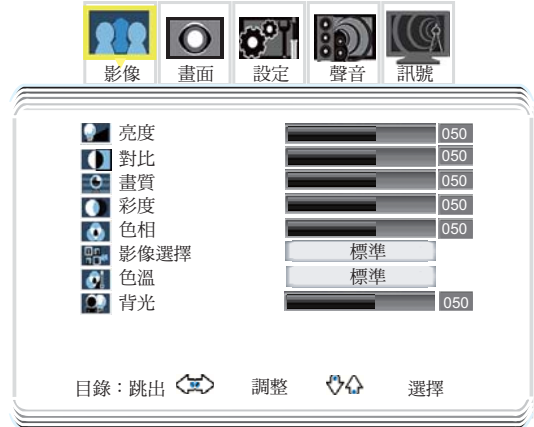 影像 畫面 設定 聲音 訊號
亮度 050
對比 050
畫質 050
彩度 050
色相 050
影像選擇 標準
色溫 標準
背光 050
目錄：跳出 調整 選擇